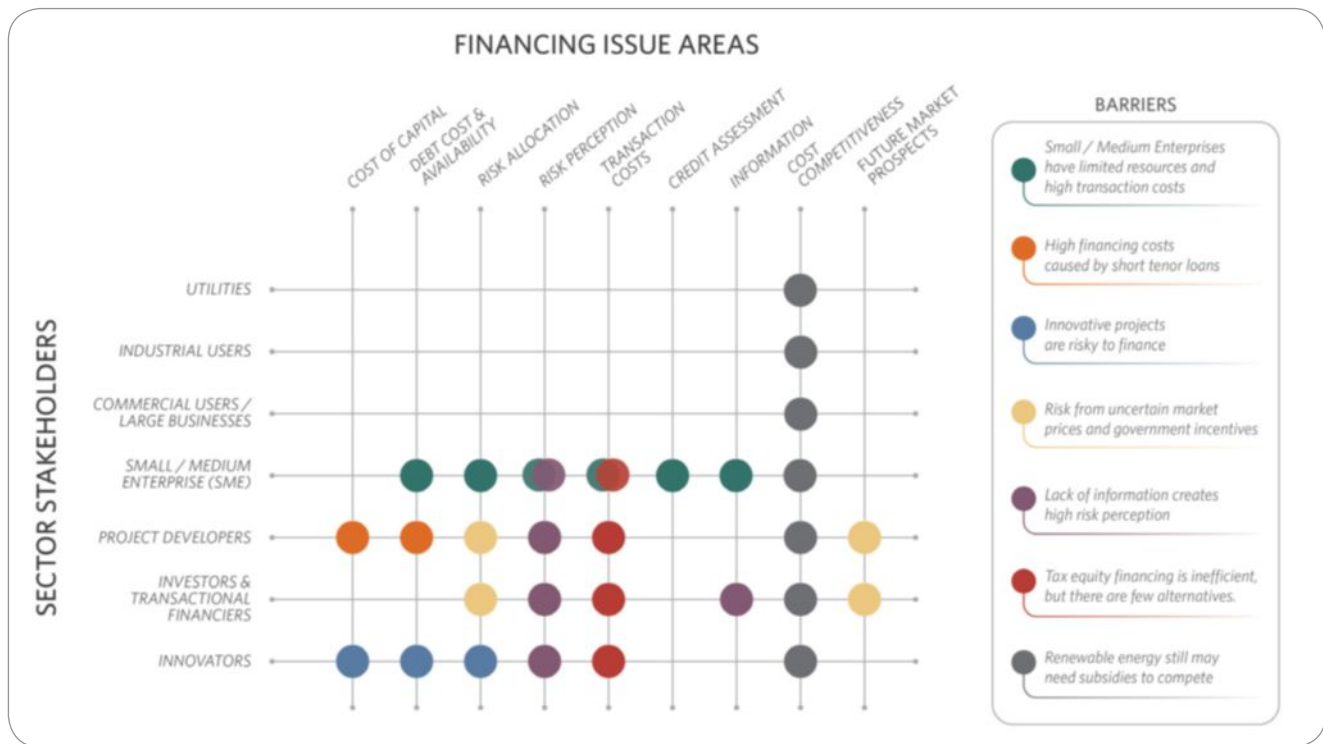 FINANCING ISSUE AREAS
COST OF CAPITAL
DEBT COST &
AVAILABILITY
RISK ALLOCATION
RISK PERCEPTION
TRANSACTION
COSTS
CREDIT ASSESSMENT
INFORMATION
COST
COMPETITIVENESS
FUTURE MARKET
PROSPECTS
SECTOR STAKEHOLDERS
UTILITIES
INDUSTRIAL USERS
COMMERCIAL USERS /
LARGE BUSINESSES
SMALL / MEDIUM
ENTERPRISE (SME)
PROJECT DEVELOPERS
INVESTORS &
TRANSACTIONAL
FINANCIERS
INNOVATORS
BARRIERS
Small / Medium Enterprises
have limited resources and
high transaction costs
High financing costs
caused by short tenor loans
Innovative projects
are risky to finance
Risk from uncertain market
prices and government incentives
Lack of information creates
high risk perception
Tax equity financing is inefficient,
but there are few alternatives.
Renewable energy still may
need subsidies to compete